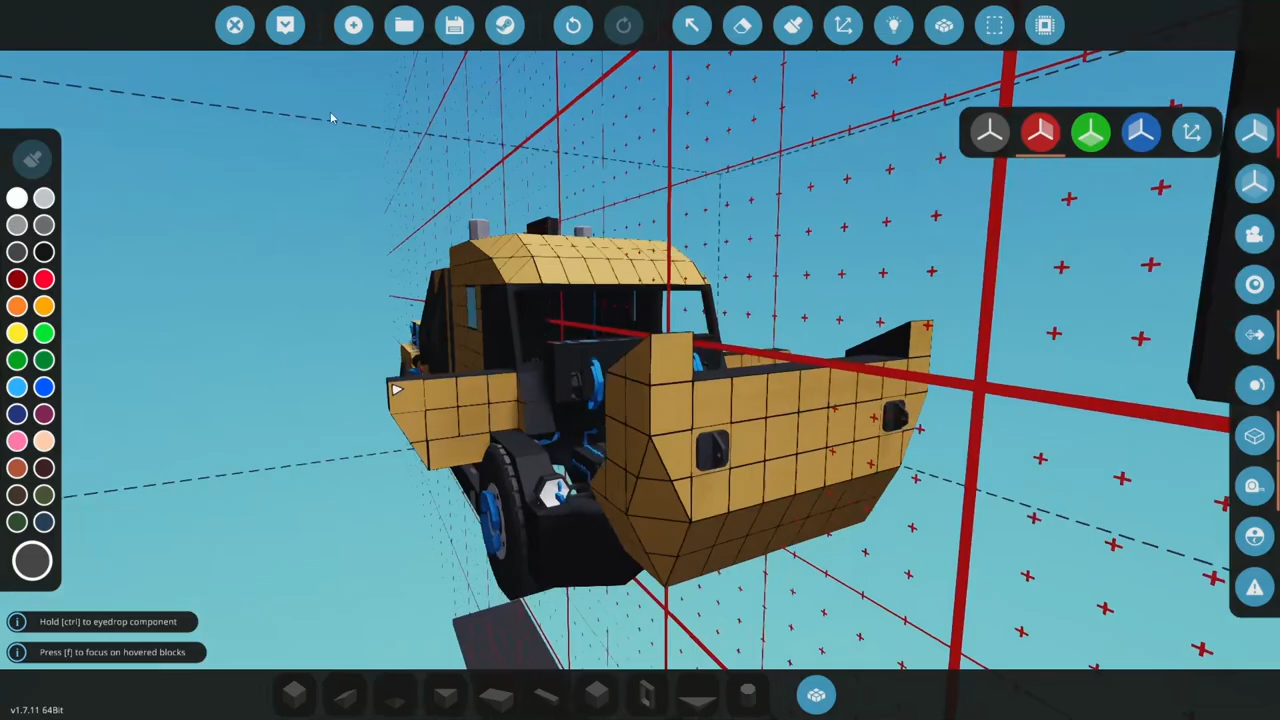 Hold [ctrl] to eyedrop component
Press [f] to focus on hovered blocks
v1.7.11 64Bit